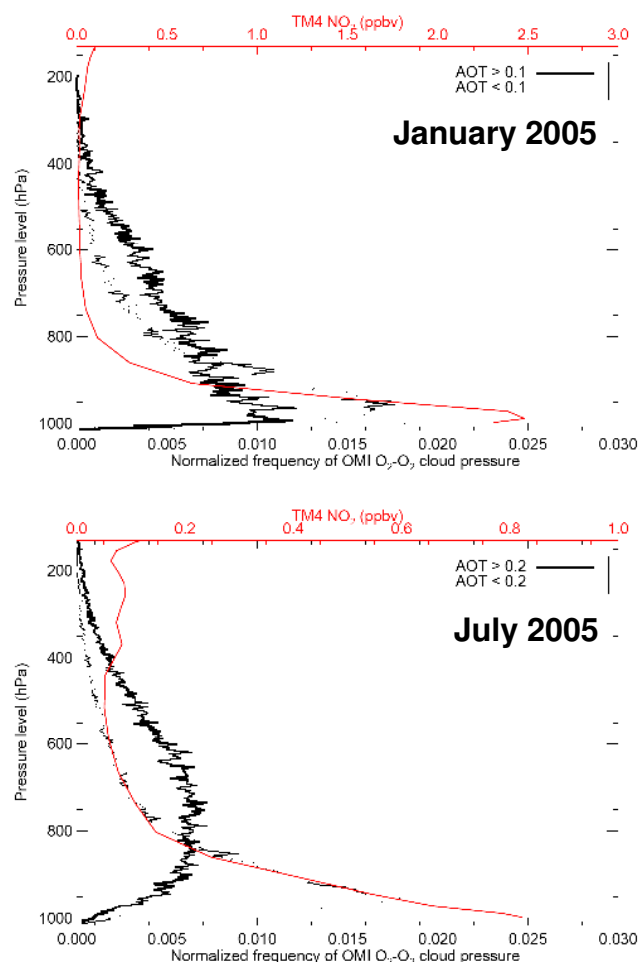 TM4 NO₂ (ppbv)
0.0 0.5 1.0 1.5 2.0 2.5 3.0
AOT > 0.1
AOT < 0.1
January 2005
Pressure level (hPa)
200
400
600
800
1000
0.000 0.005 0.010 0.015 0.020 0.025 0.030
Normalized frequency of OMI O₂-O₂ cloud pressure
TM4 NO₂ (ppbv)
0.0 0.2 0.4 0.6 0.8 1.0
AOT > 0.2
AOT < 0.2
July 2005
Pressure level (hPa)
200
400
600
800
1000
0.000 0.005 0.010 0.015 0.020 0.025 0.030
Normalized frequency of OMI O₂-O₂ cloud pressure